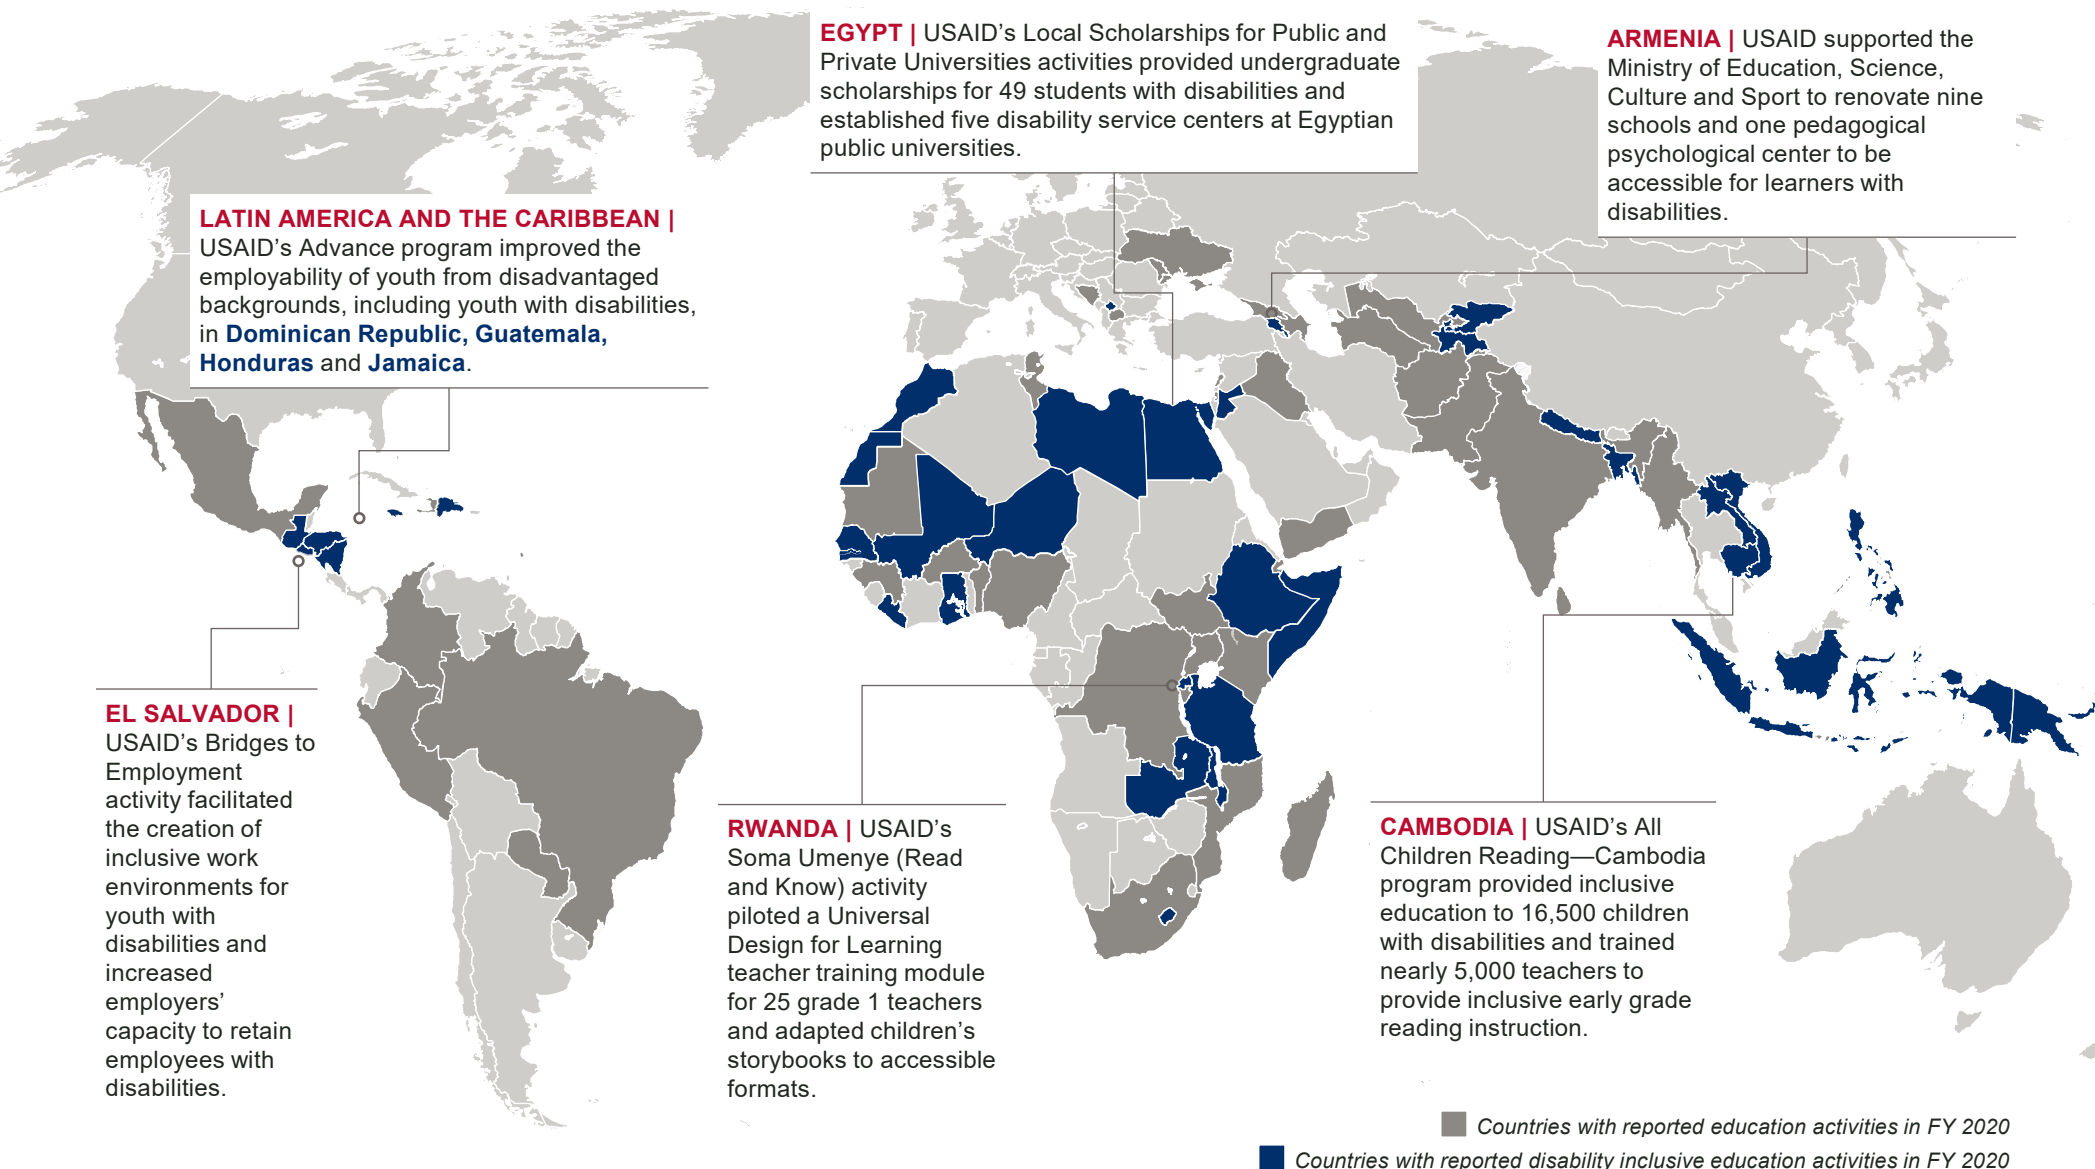 EGYPT | USAID’s Local Scholarships for Public and
Private Universities activities provided undergraduate
scholarships for 49 students with disabilities and
established five disability service centers at Egyptian
public universities.
ARMENIA | USAID supported the
Ministry of Education, Science,
Culture and Sport to renovate nine
schools and one pedagogical
psychological center to be
accessible for learners with
disabilities.
LATIN AMERICA AND THE CARIBBEAN |
USAID’s Advance program improved the
employability of youth from disadvantaged
backgrounds, including youth with disabilities,
in Dominican Republic, Guatemala,
Honduras and Jamaica.
EL SALVADOR |
USAID’s Bridges to
Employment
activity facilitated
the creation of
inclusive work
environments for
youth with
disabilities and
increased
employers’
capacity to retain
employees with
disabilities.
RWANDA | USAID’s
Soma Umenye (Read
and Know) activity
piloted a Universal
Design for Learning
teacher training module
for 25 grade 1 teachers
and adapted children’s
storybooks to accessible
formats.
CAMBODIA | USAID’s All
Children Reading—Cambodia
program provided inclusive
education to 16,500 children
with disabilities and trained
nearly 5,000 teachers to
provide inclusive early grade
reading instruction.
Countries with reported education activities in FY 2020
Countries with reported disability inclusive education activities in FY 2020